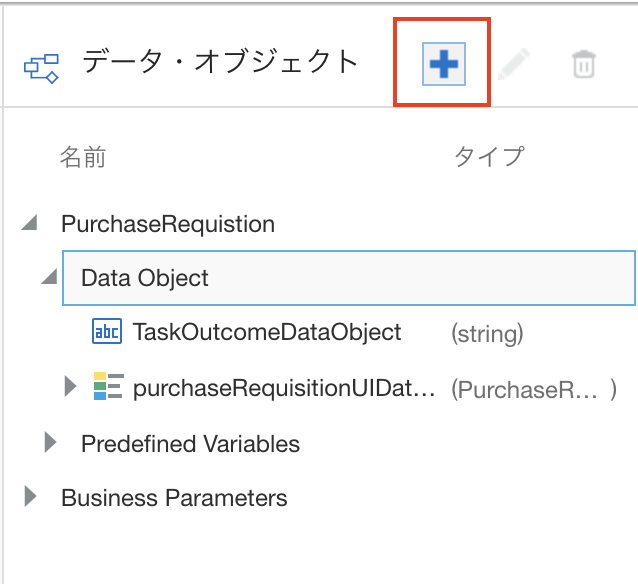 データ・オブジェクト
名前 タイプ
PurchaseRequistion
Data Object
abc TaskOutcomeDataObject (string)
purchaseRequisitionUIDat... (PurchaseR... )
Predefined Variables
Business Parameters